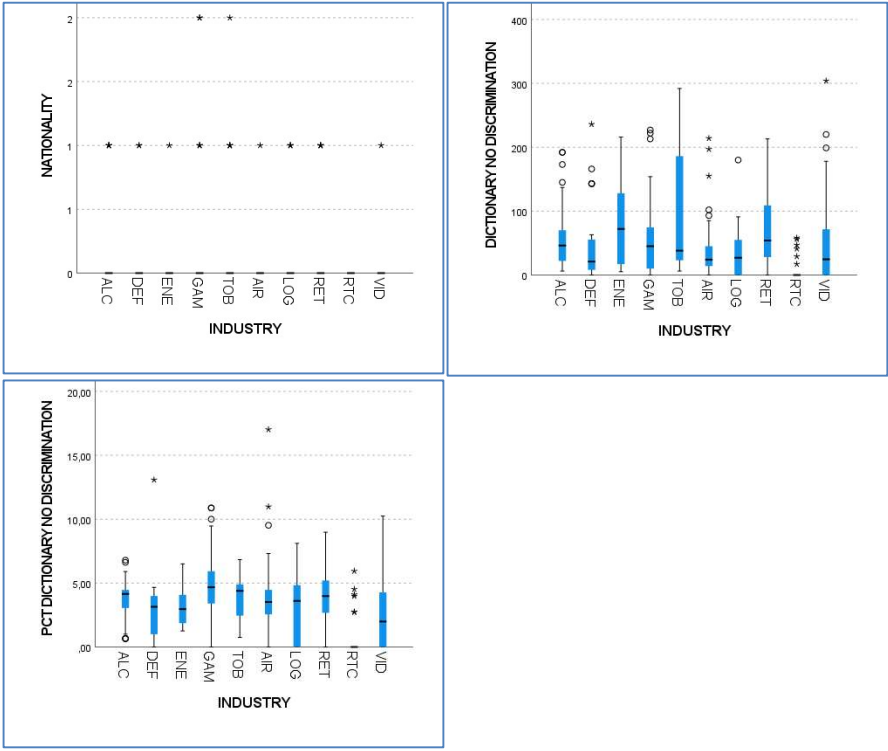 NATIONALITY
2
2
1
1
0
ALC DEF ENE GAM TOB AIR LOG RET RTC VID
INDUSTRY
DICTIONARY NO DISCRIMINATION
400
300
200
100
0
ALC DEF ENE GAM TOB AIR LOG RET RTC VID
INDUSTRY
PCT DICTIONARY NO DISCRIMINATION
20,00
15,00
10,00
5,00
,00
ALC DEF ENE GAM TOB AIR LOG RET RTC VID
INDUSTRY